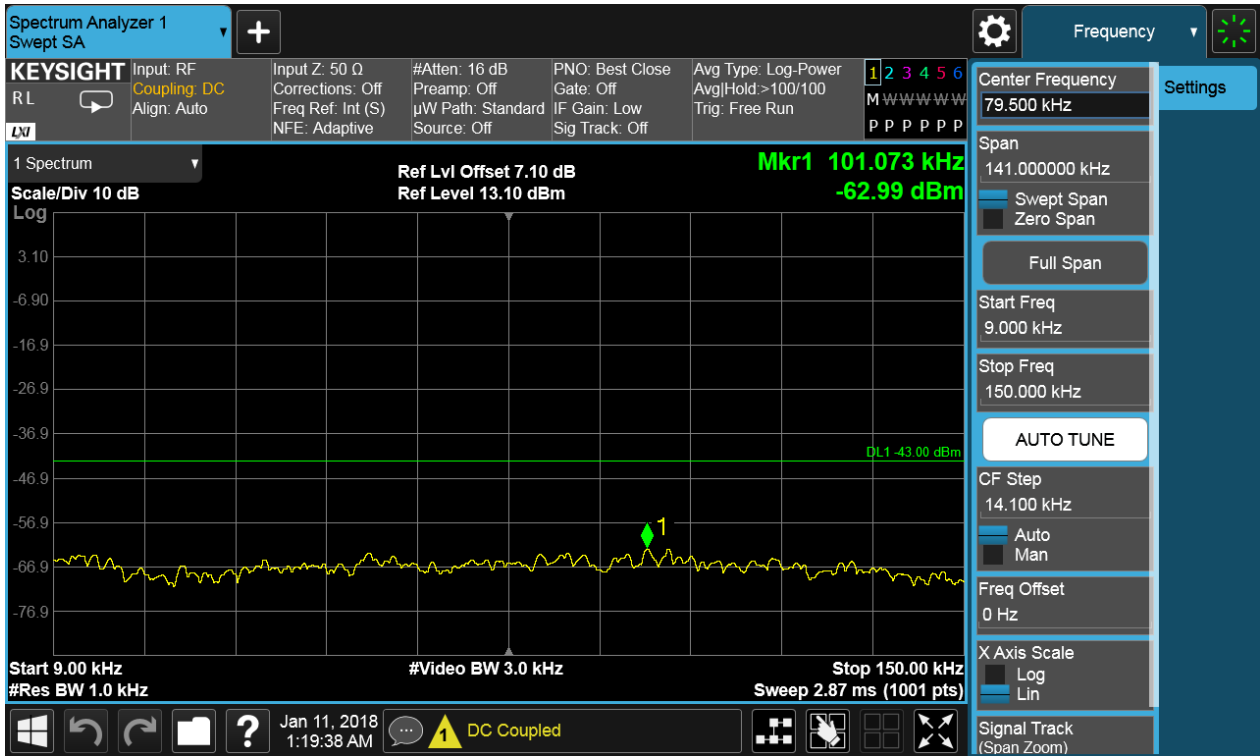 Spectrum Analyzer 1
Swept SA
+
Frequency
KEYSIGHT
RL
LXI
Input: RF
Coupling: DC
Align: Auto
Input Z: 50 Ω
Corrections: Off
Freq Ref: Int (S)
NFE: Adaptive
#Atten: 16 dB
Preamp: Off
µW Path: Standard
Source: Off
PNO: Best Close
Gate: Off
IF Gain: Low
Sig Track: Off
Avg Type: Log-Power
Avg|Hold:>100/100
Trig: Free Run
1 2 3 4 5 6
M W W W W W
P P P P P P
1 Spectrum
Scale/Div 10 dB
Log
Ref Lvl Offset 7.10 dB
Ref Level 13.10 dBm
Mkr1 101.073 kHz
-62.99 dBm
3.10
-6.90
-16.9
-26.9
-36.9
-46.9
-56.9
-66.9
-76.9
DL1 -43.00 dBm
1
Start 9.00 kHz
#Video BW 3.0 kHz
Stop 150.00 kHz
#Res BW 1.0 kHz
Sweep 2.87 ms (1001 pts)
Center Frequency
79.500 kHz
Span
141.000000 kHz
Swept Span
Zero Span
Full Span
Start Freq
9.000 kHz
Stop Freq
150.000 kHz
AUTO TUNE
CF Step
14.100 kHz
Auto
Man
Freq Offset
0 Hz
X Axis Scale
Log
Lin
Signal Track
(Span Zoom)
Settings
?
Jan 11, 2018
1:19:38 AM
1
DC Coupled